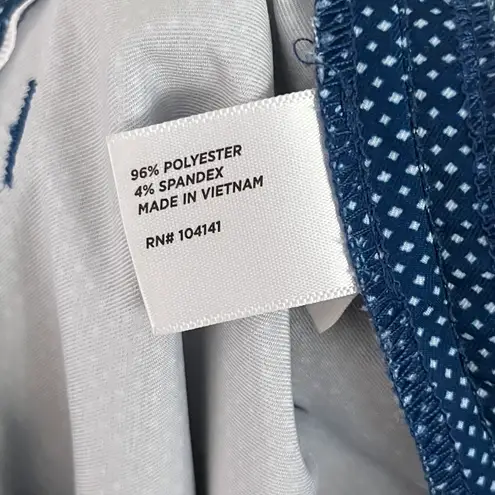 96% POLYESTER
4% SPANDEX
MADE IN VIETNAM
RN# 104141